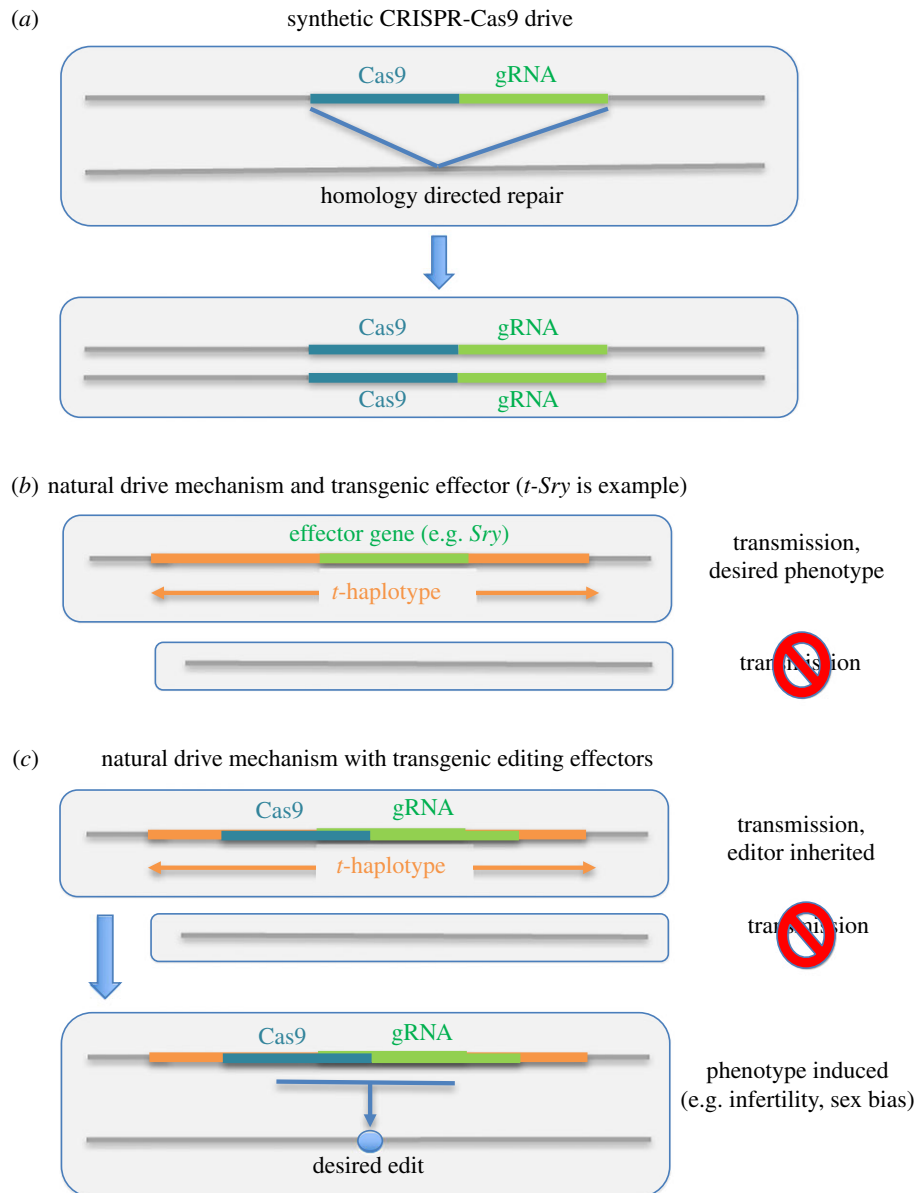 (a) synthetic CRISPR-Cas9 drive
Cas9 gRNA
homology directed repair
Cas9 gRNA
Cas9 gRNA
(b) natural drive mechanism and transgenic effector (t-Sry is example)
effector gene (e.g. Sry)
t-haplotype
transmission,
desired phenotype
transmission
(c) natural drive mechanism with transgenic editing effectors
Cas9 gRNA
t-haplotype
transmission,
editor inherited
transmission
Cas9 gRNA
desired edit
phenotype induced
(e.g. infertility, sex bias)